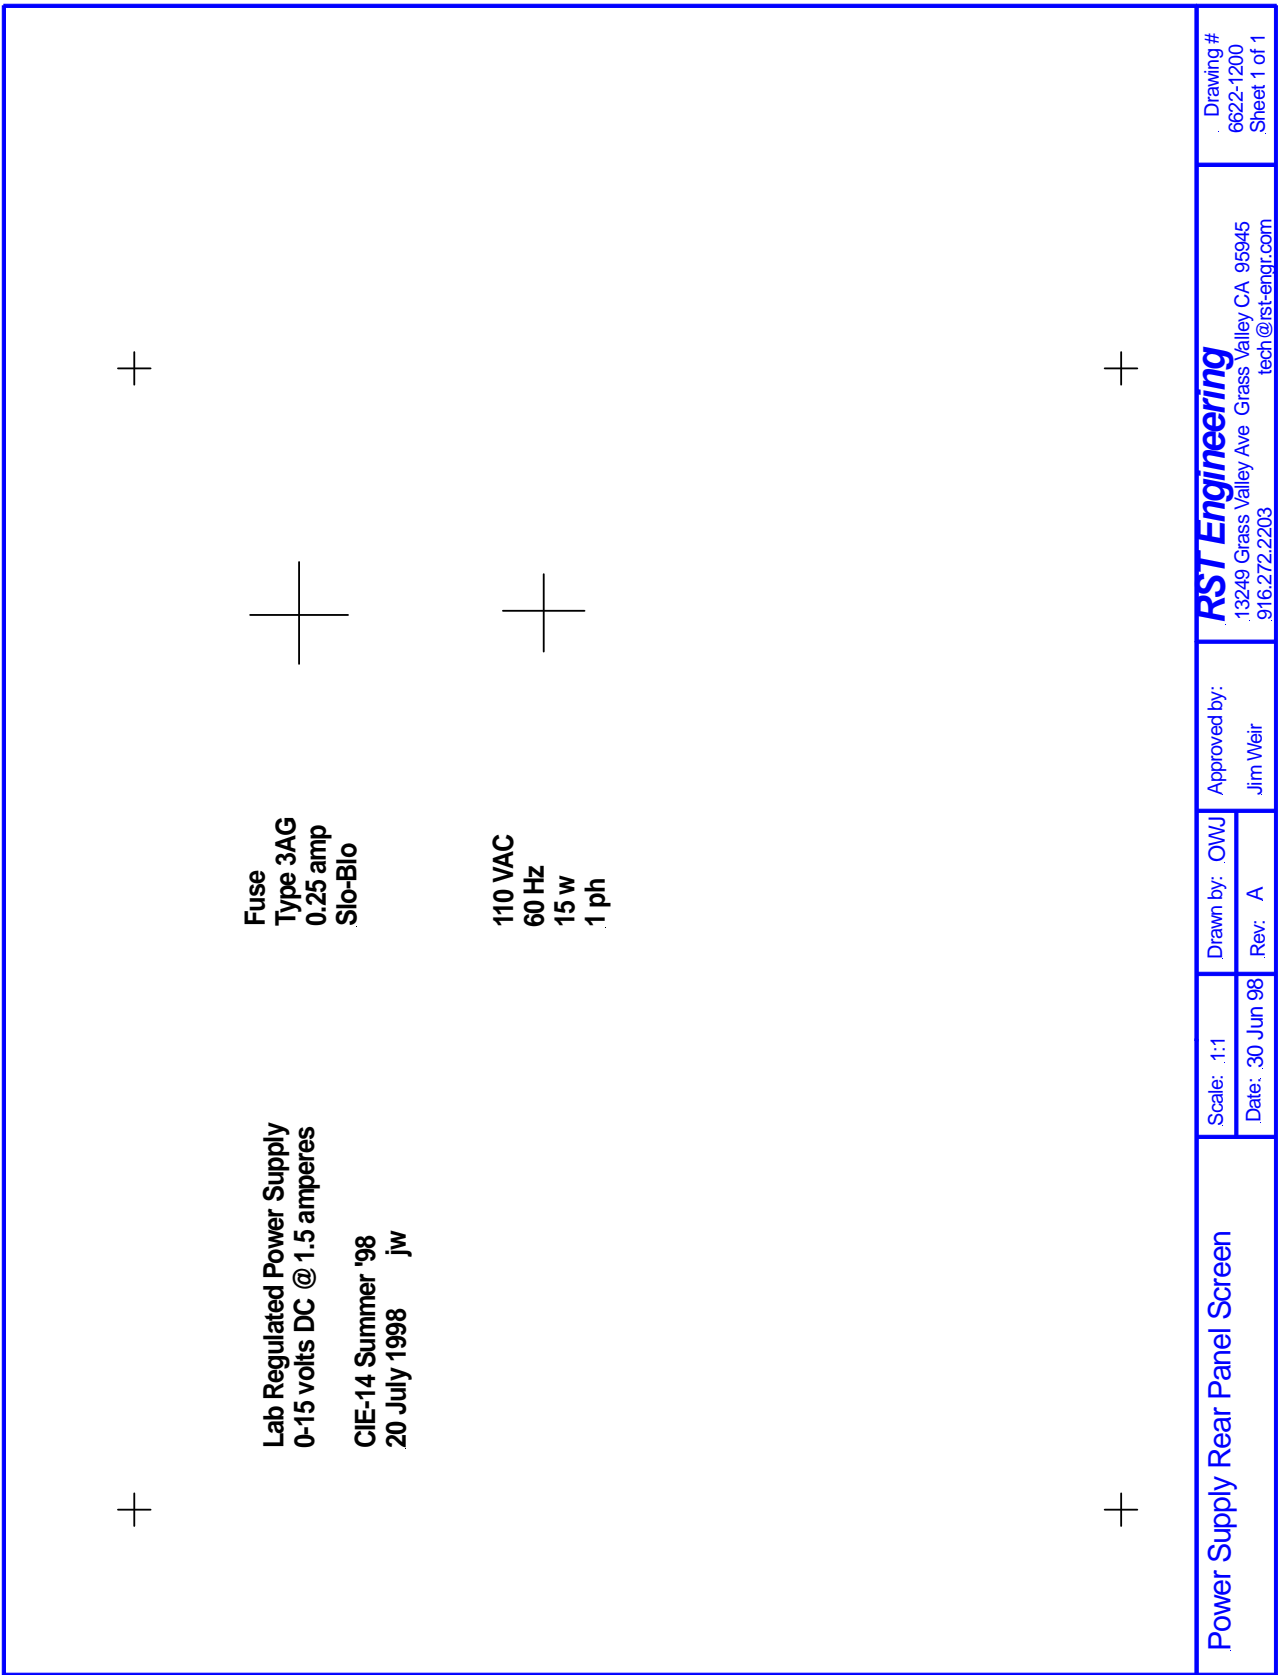 Lab Regulated Power Supply
0-15 volts DC @ 1.5 amperes
CIE-14 Summer '98
20 July 1998 jw
Fuse
Type 3AG
0.25 amp
Slo-Blo
110 VAC
60 Hz
15 w
1 ph
Power Supply Rear Panel Screen
Scale: 1:1
Date: 30 Jun 98
Drawn by: OWJ
Rev: A
Approved by:
Jim Weir
RST Engineering
13249 Grass Valley Ave Grass Valley CA 95945
916.272.2203 tech@rst-engr.com
Drawing #
6622-1200
Sheet 1 of 1